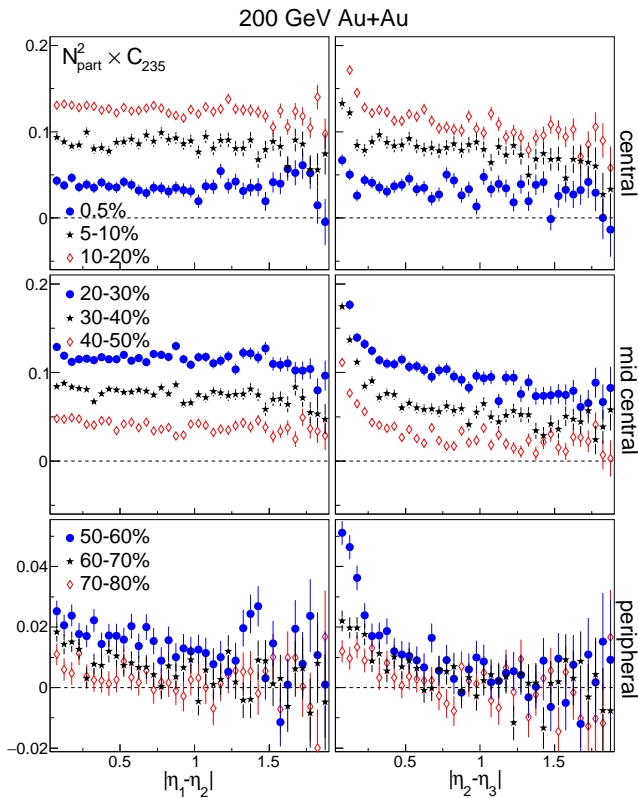 200 GeV Au+Au
N²part × C235
0.2
0.1
0
0.5%
5-10%
10-20%
central
0.2
0.1
0
20-30%
30-40%
40-50%
mid central
0.04
0.02
0
−0.02
50-60%
60-70%
70-80%
peripheral
0.5 1 1.5
0.5 1 1.5
|η1-η2|
|η2-η3|